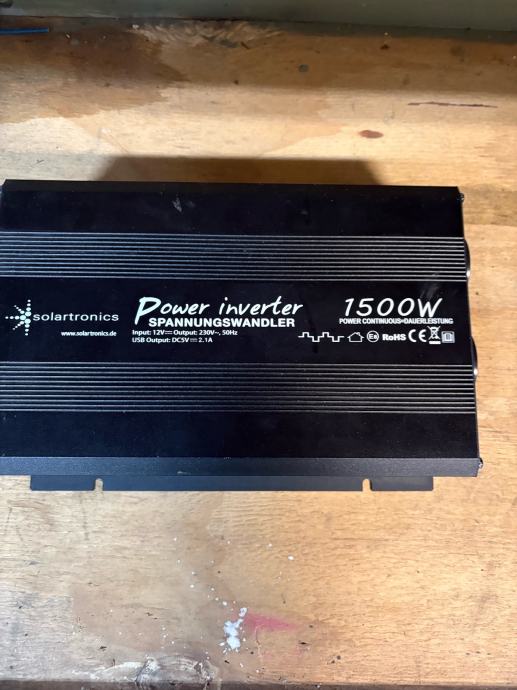 solartronics
www.solartronics.de
Power inverter
SPANNUNGSWANDLER
Input: 12V⎓ Output: 230V~, 50Hz
USB Output: DC5V⎓ 2.1A
1500W
POWER CONTINUOUS=DAUERLEISTUNG
E8 RoHS CE